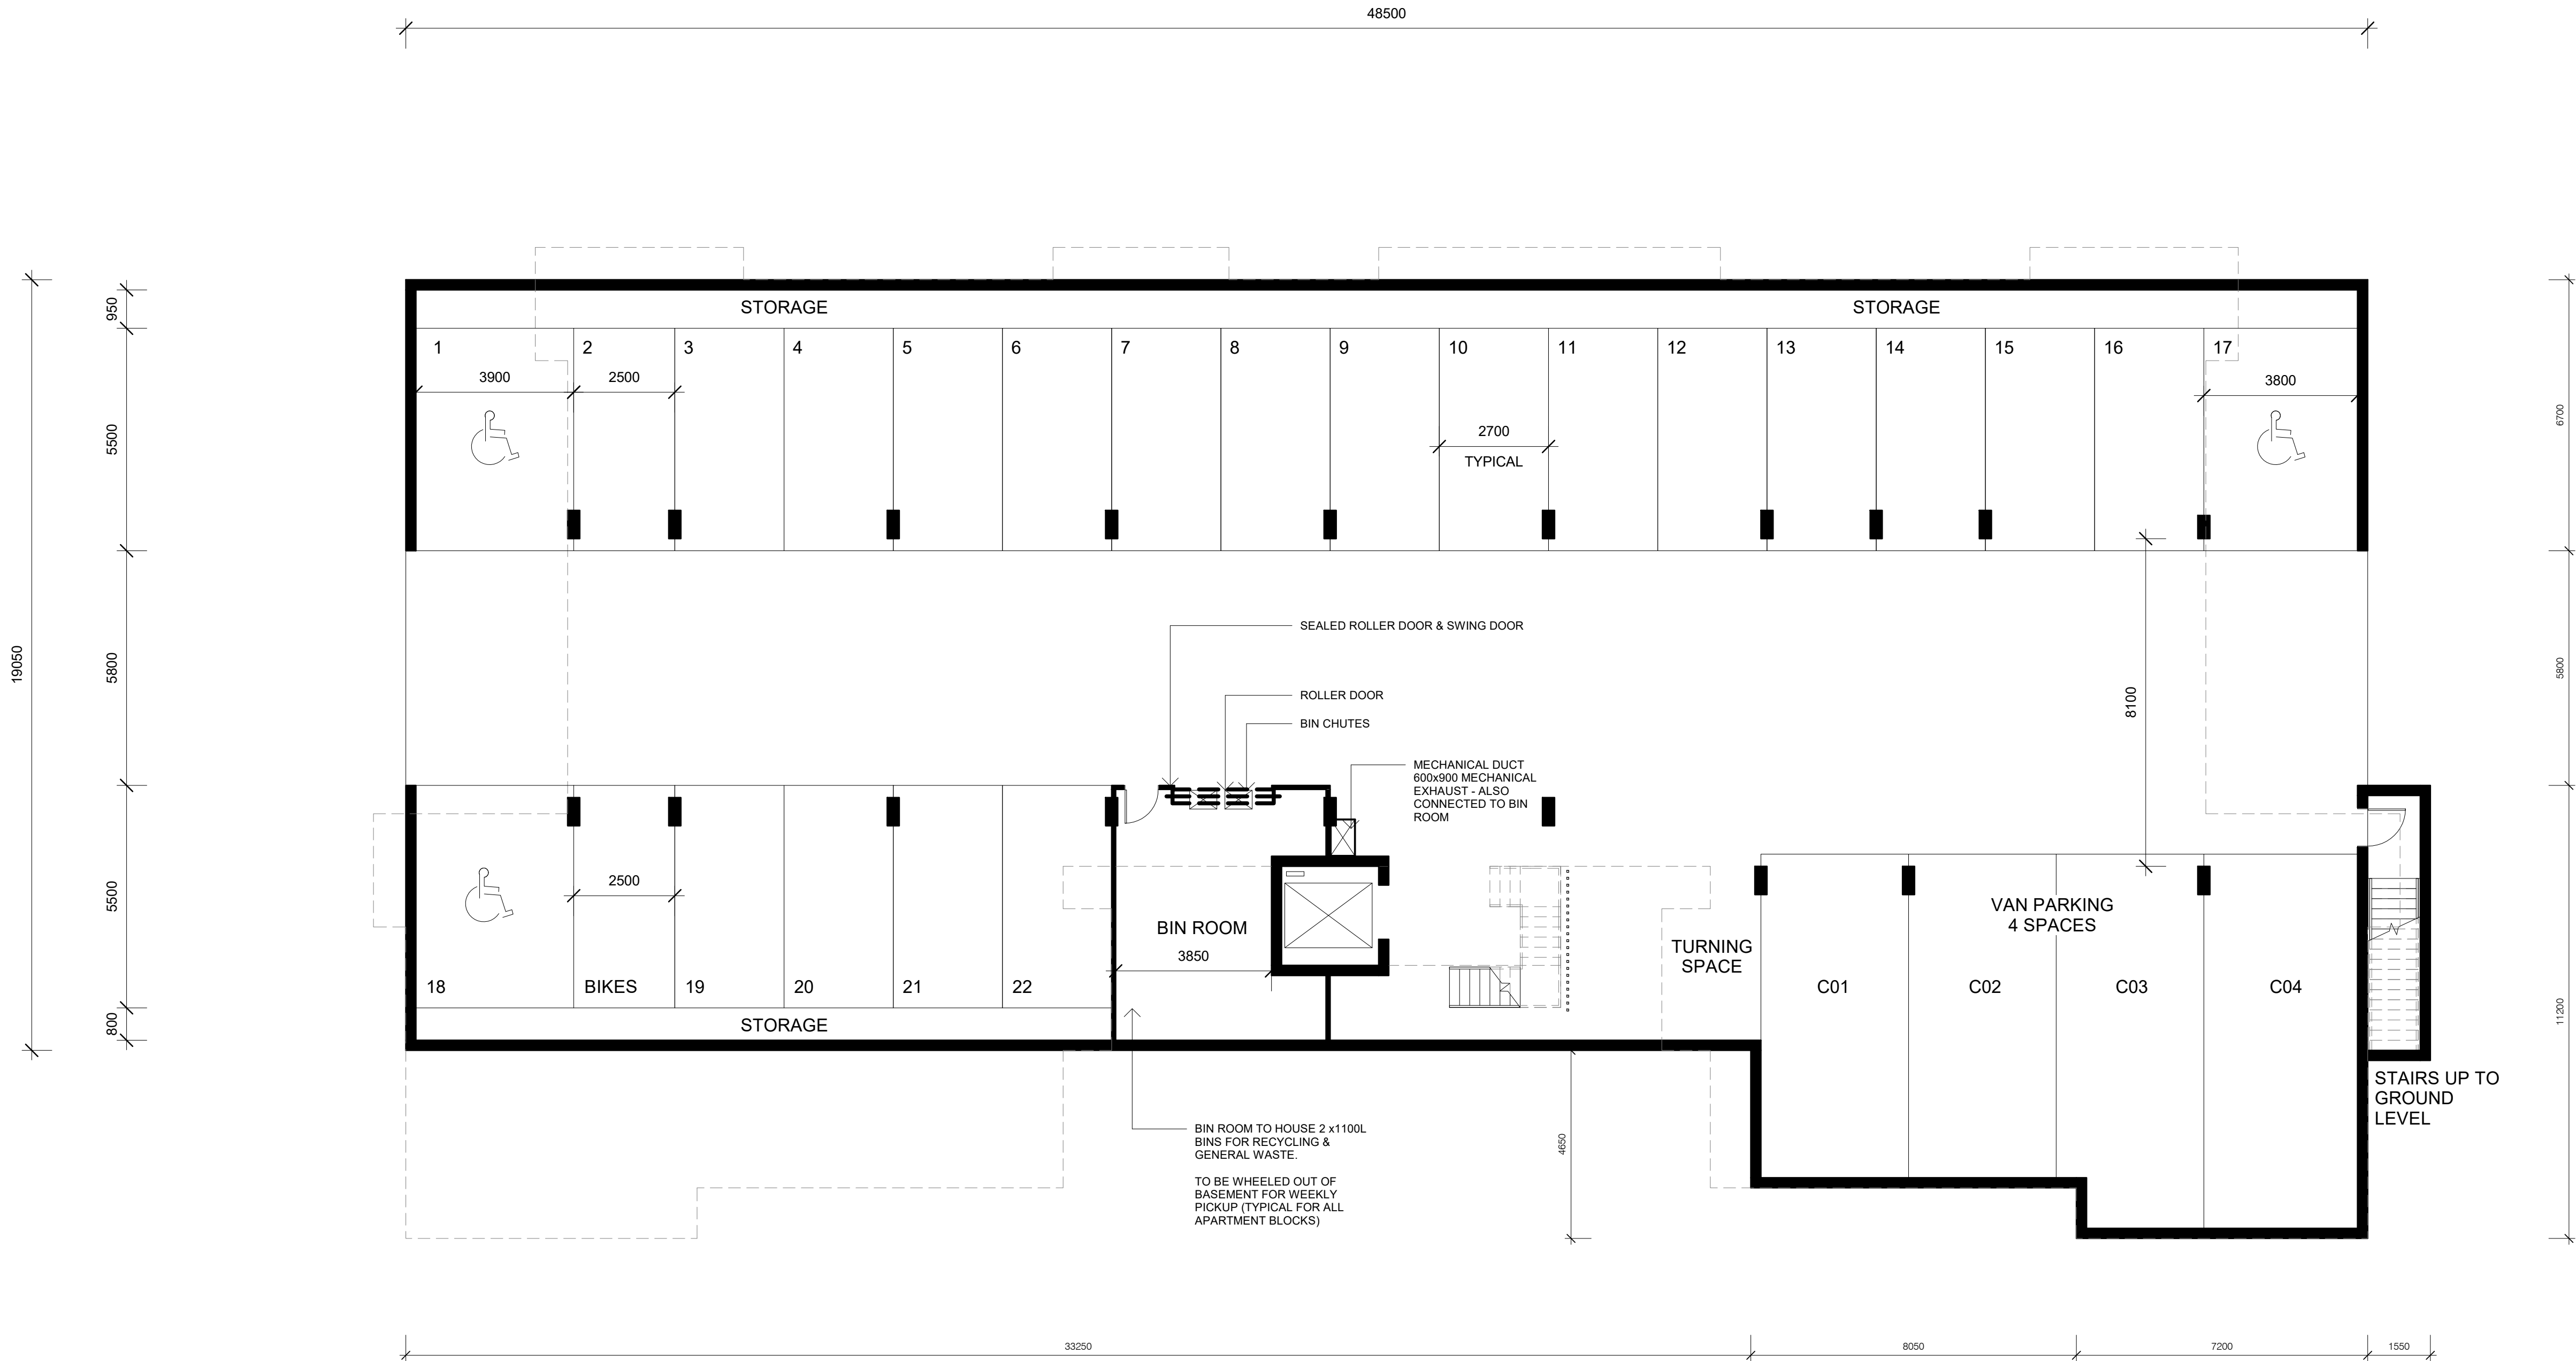 48500
STORAGE
STORAGE
950
1
2
3
4
5
6
7
8
9
10
11
12
13
14
15
16
17
3900
2500
3800
6700
5500
2700
TYPICAL
19050
5800
SEALED ROLLER DOOR & SWING DOOR
ROLLER DOOR
BIN CHUTES
5800
8100
MECHANICAL DUCT
600x900 MECHANICAL
EXHAUST - ALSO
CONNECTED TO BIN
ROOM
5500
2500
BIN ROOM
3850
TURNING
SPACE
VAN PARKING
4 SPACES
18
BIKES
19
20
21
22
C01
C02
C03
C04
11200
800
STORAGE
STAIRS UP TO
GROUND
LEVEL
4650
BIN ROOM TO HOUSE 2 x1100L
BINS FOR RECYCLING &
GENERAL WASTE.
TO BE WHEELED OUT OF
BASEMENT FOR WEEKLY
PICKUP (TYPICAL FOR ALL
APARTMENT BLOCKS)
33250
8050
7200
1550